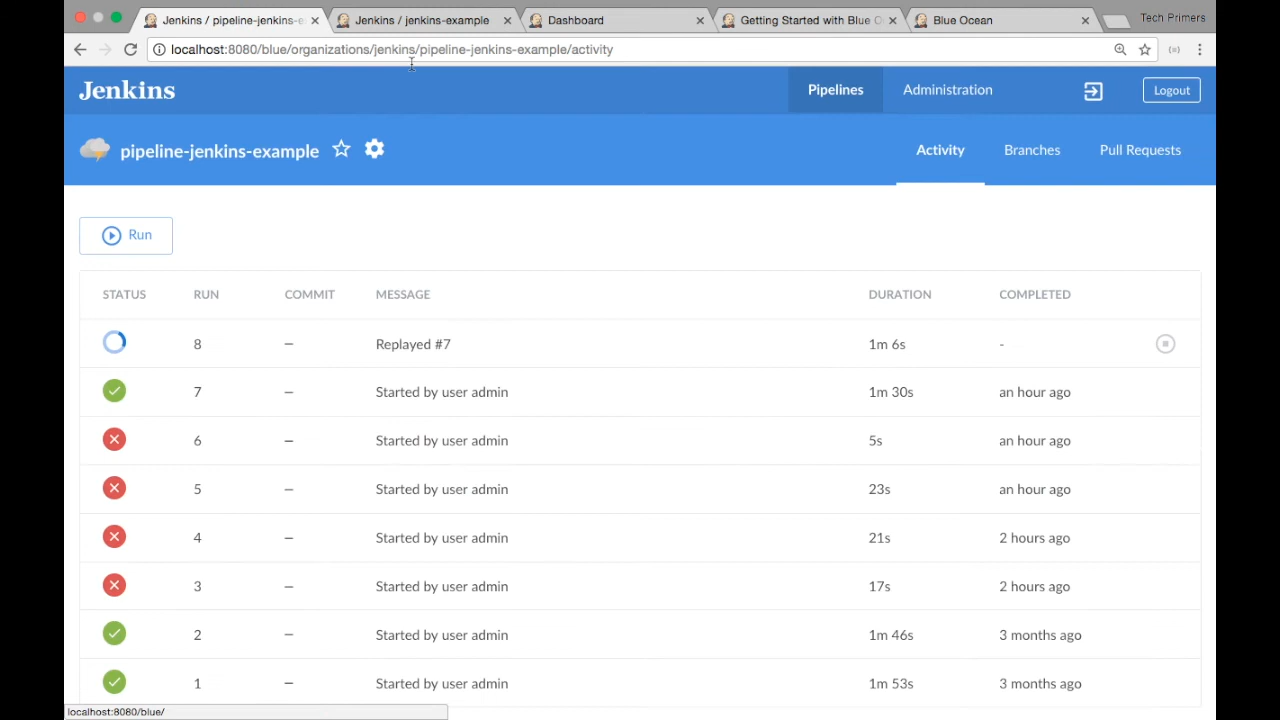 Jenkins / pipeline-jenkins-e
Jenkins / jenkins-example
Dashboard
Getting Started with Blue O
Blue Ocean
Tech Primers
localhost:8080/blue/organizations/jenkins/pipeline-jenkins-example/activity
Jenkins
Pipelines
Administration
Logout
pipeline-jenkins-example
Activity
Branches
Pull Requests
Run
STATUS RUN COMMIT MESSAGE DURATION COMPLETED
8 – Replayed #7 1m 6s -
7 – Started by user admin 1m 30s an hour ago
6 – Started by user admin 5s an hour ago
5 – Started by user admin 23s an hour ago
4 – Started by user admin 21s 2 hours ago
3 – Started by user admin 17s 2 hours ago
2 – Started by user admin 1m 46s 3 months ago
1 – Started by user admin 1m 53s 3 months ago
localhost:8080/blue/